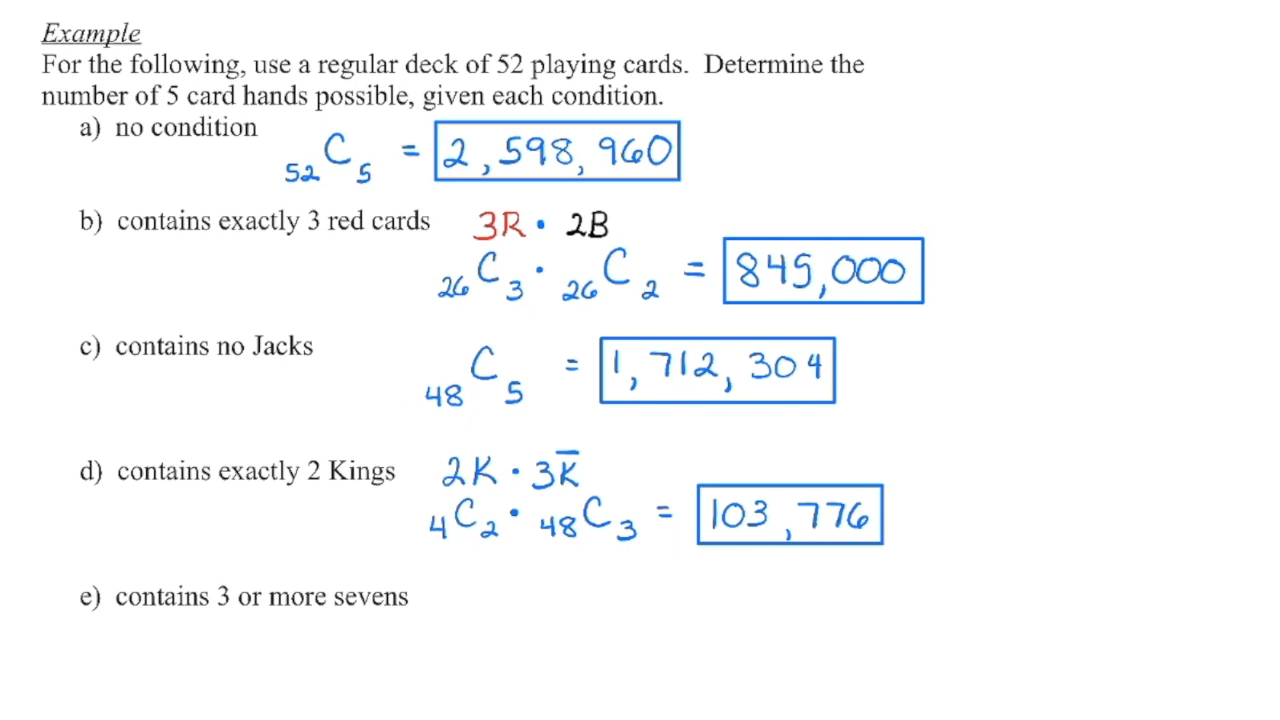 Example
For the following, use a regular deck of 52 playing cards. Determine the
number of 5 card hands possible, given each condition.
a) no condition
₅₂C₅ = 2,598,960
b) contains exactly 3 red cards 3R · 2B
₂₆C₃ · ₂₆C₂ = 845,000
c) contains no Jacks
₄₈C₅ = 1,712,304
d) contains exactly 2 Kings 2K · 3K̅
₄C₂ · ₄₈C₃ = 103,776
e) contains 3 or more sevens